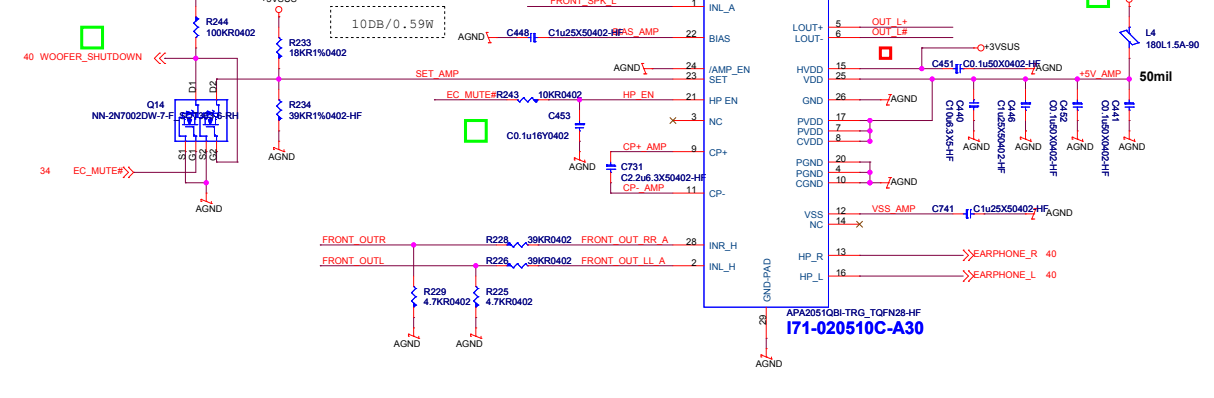 +3VSUS
FRONT_SPK_L
1
INL_A
R244
100KR0402
10DB/0.59W
LOUT+
5
OUT_L+
LOUT-
6
OUT_L#
L4
180L1.5A-90
AGND
C448
C1u25X50402-HF
BIAS_AMP
22
BIAS
R233
18KR1%0402
40 WOOFER_SHUTDOWN
+3VSUS
AGND
24
/AMP_EN
HVDD
15
C451
C0.1u50X0402-HF
AGND
SET_AMP
23
SET
VDD
25
+5V_AMP
50mil
D1
D2
Q14
NN-2N7002DW-7-F
R234
39KR1%0402-HF
EC_MUTE#
R243
10KR0402
HP_EN
21
HP EN
GND
26
AGND
C440
C10u6.3X5-HF
C446
C1u25X50402-HF
C452
C0.1u50X0402-HF
C441
C0.1u50X0402-HF
C453
C0.1u16Y0402
3
NC
PVDD
17
PVDD
7
CVDD
8
S1
G1
S2
G2
AGND
AGND
CP+_AMP
9
CP+
PGND
20
34
EC_MUTE#
C731
C2.2u6.3X50402-HF
PGND
4
CGND
10
AGND
AGND
CP-_AMP
11
CP-
AGND
VSS
12
VSS_AMP
C741
C1u25X50402-HF
AGND
NC
14
FRONT_OUTR
R228
39KR0402
FRONT_OUT_RR_A
28
INR_H
HP_R
13
EARPHONE_R
40
FRONT_OUTL
R226
39KR0402
FRONT_OUT_LL_A
2
INL_H
HP_L
16
EARPHONE_L
40
GND-PAD
R229
4.7KR0402
R225
4.7KR0402
29
APA2051QBI-TRG_TQFN28-HF
I71-020510C-A30
AGND
AGND
AGND